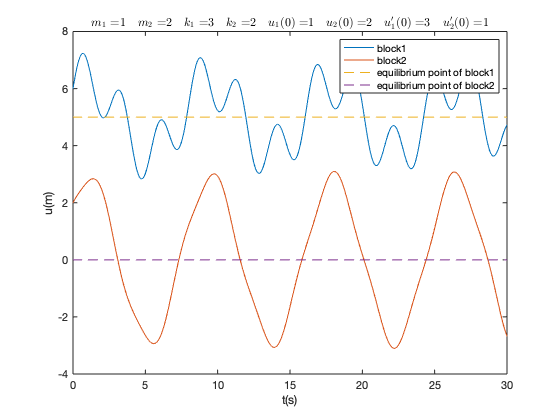 m₁ =1 m₂ =2 k₁ =3 k₂ =2 u₁(0) =1 u₂(0) =2 u₁′(0) =3 u₂′(0) =1
8
6
4
2
0
-2
-4
u(m)
block1
block2
equilibrium point of block1
equilibrium point of block2
0 5 10 15 20 25 30
t(s)